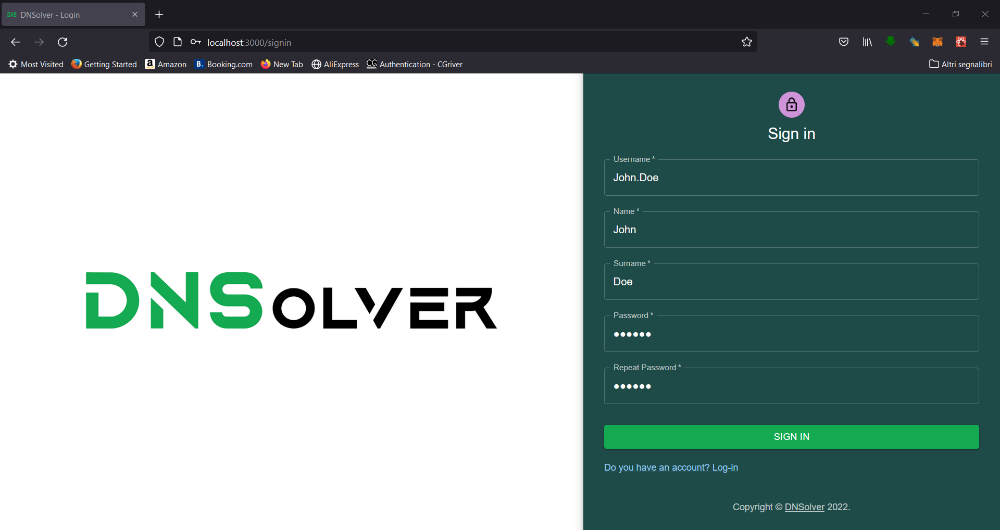 DNS DNSolver - Login
localhost:3000/signin
Most Visited Getting Started a Amazon B. Booking.com New Tab AliExpress CG Authentication - CGriver Altri segnalibri
Sign in
Username *
John.Doe
Name *
John
Surname *
Doe
Password *
Repeat Password *
DNSOLVER
SIGN IN
Do you have an account? Log-in
Copyright © DNSolver 2022.